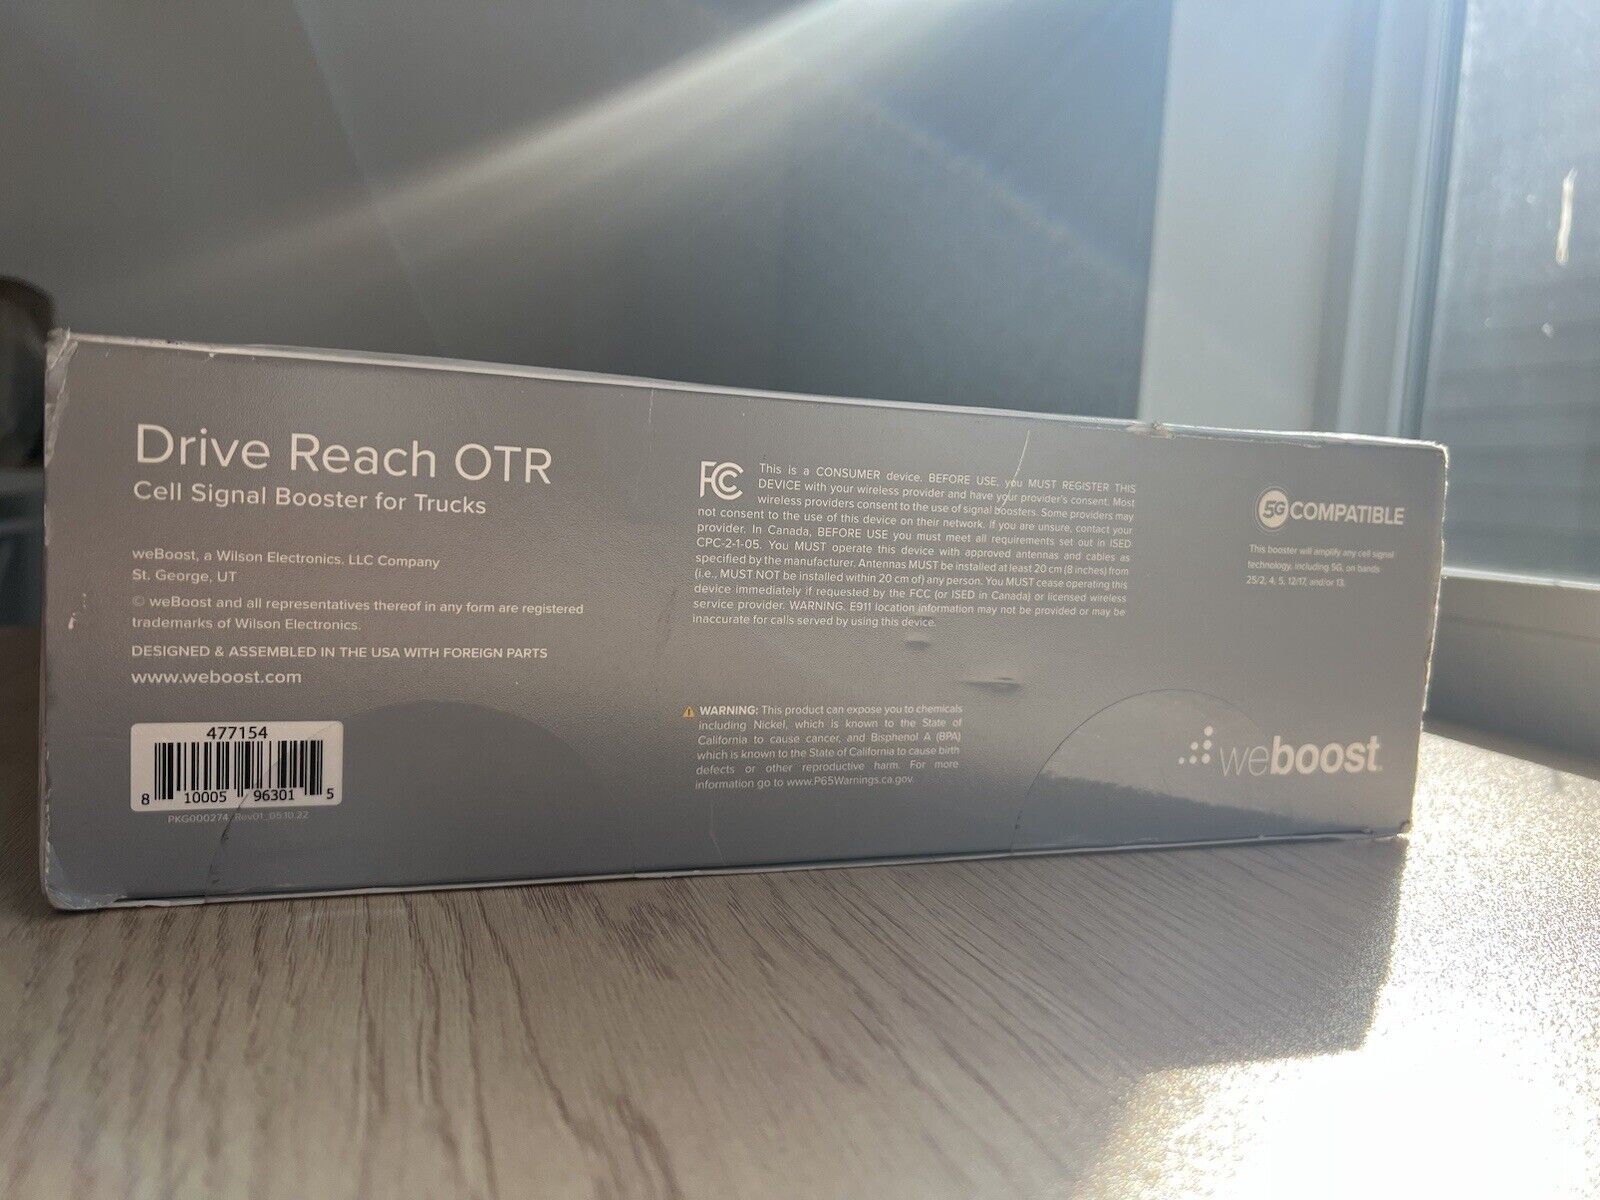 Drive Reach OTR
Cell Signal Booster for Trucks
weBoost, a Wilson Electronics. LLC Company
St. George, UT
© weBoost and all representatives thereof in any form are registered
trademarks of Wilson Electronics.
DESIGNED & ASSEMBLED IN THE USA WITH FOREIGN PARTS
www.weboost.com
477154
8 10005 96301 5
PKG000274_Rev01_05.10.22
FC
This is a CONSUMER device. BEFORE USE, you MUST REGISTER THIS
DEVICE with your wireless provider and have your provider's consent. Most
wireless providers consent to the use of signal boosters. Some providers may
not consent to the use of this device on their network. If you are unsure, contact your
provider. In Canada, BEFORE USE you must meet all requirements set out in ISED
CPC-2-1-05. You MUST operate this device with approved antennas and cables as
specified by the manufacturer. Antennas MUST be installed at least 20 cm (8 inches) from
(i.e., MUST NOT be installed within 20 cm of) any person. You MUST cease operating this
device immediately if requested by the FCC (or ISED in Canada) or licensed wireless
service provider. WARNING. E911 location information may not be provided or may be
inaccurate for calls served by using this device.
WARNING: This product can expose you to chemicals
including Nickel, which is known to the State of
California to cause cancer, and Bisphenol A (BPA)
which is known to the State of California to cause birth
defects or other reproductive harm. For more
information go to www.P65Warnings.ca.gov.
5G COMPATIBLE
This booster will amplify any cell signal
technology, including 5G, on bands
25/2, 4, 5, 12/17, and/or 13.
weboost